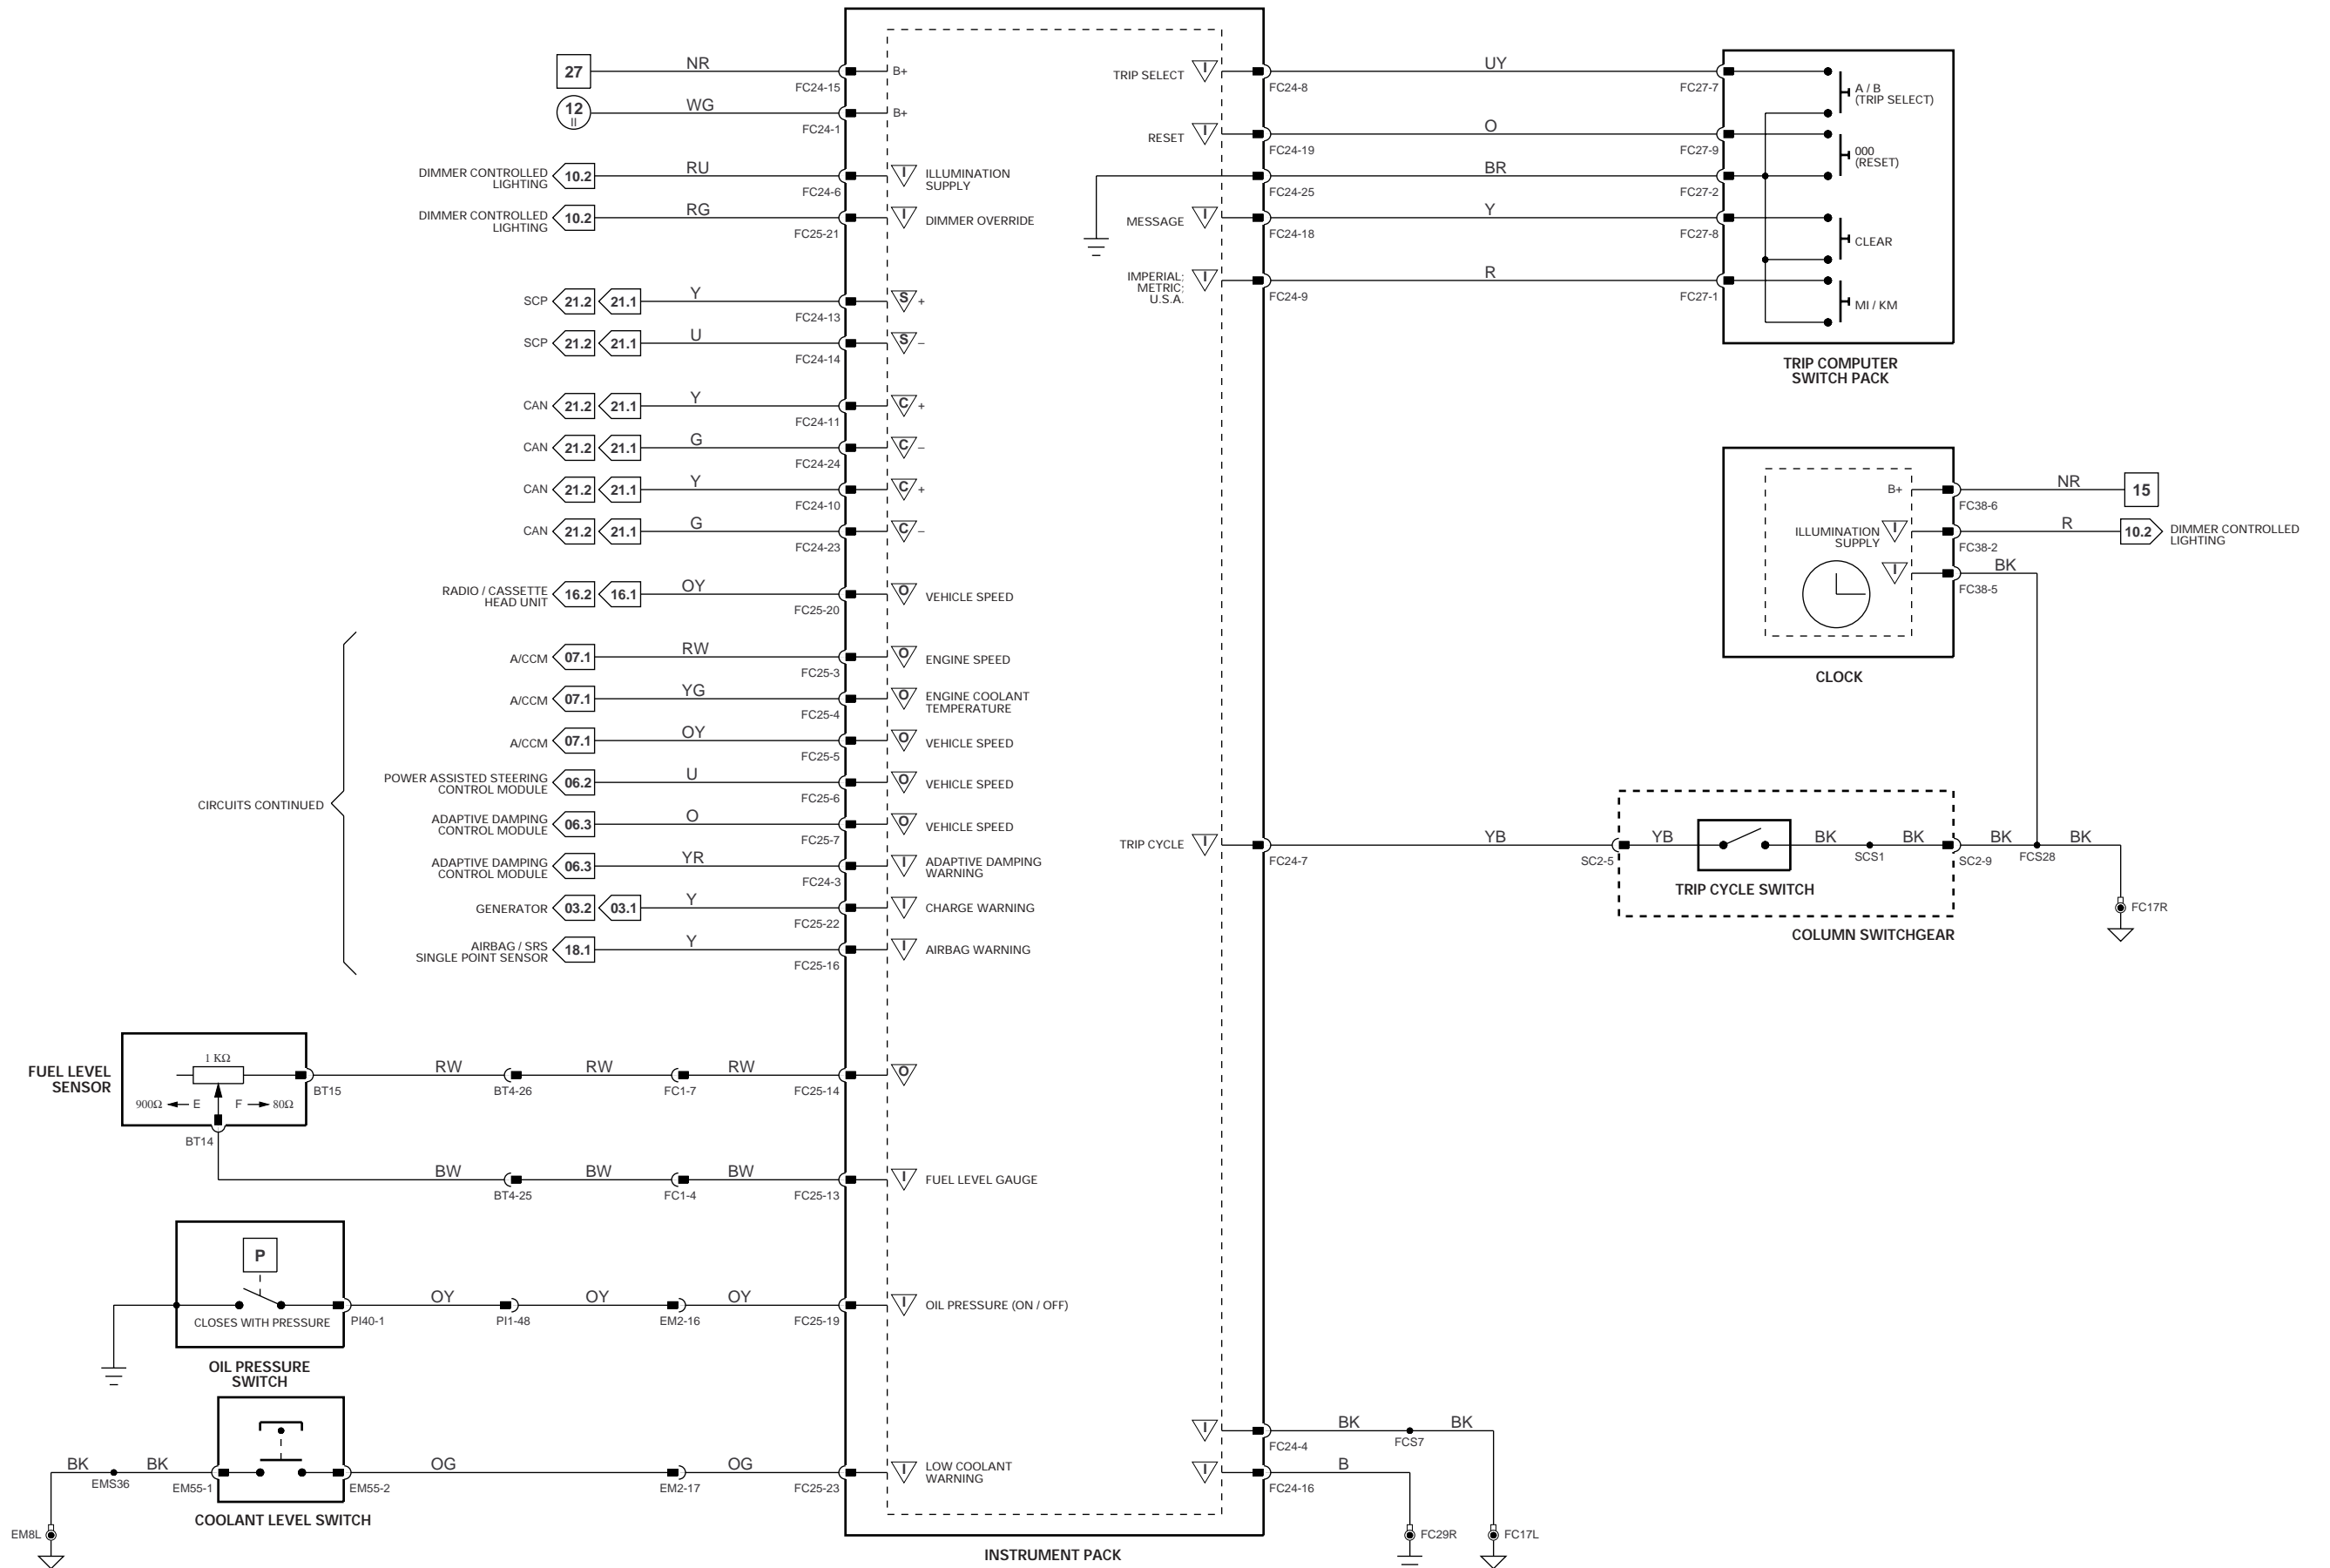 27
NR
FC24-15
B+
12
II
WG
FC24-1
B+
DIMMER CONTROLLED
LIGHTING
10.2
RU
FC24-6
I
ILLUMINATION
SUPPLY
DIMMER CONTROLLED
LIGHTING
10.2
RG
FC25-21
I
DIMMER OVERRIDE
SCP
21.2
21.1
Y
FC24-13
S
+
SCP
21.2
21.1
U
FC24-14
S
–
CAN
21.2
21.1
Y
FC24-11
C
+
CAN
21.2
21.1
G
FC24-24
C
–
CAN
21.2
21.1
Y
FC24-10
C
+
CAN
21.2
21.1
G
FC24-23
C
–
RADIO / CASSETTE
HEAD UNIT
16.2
16.1
OY
FC25-20
O
VEHICLE SPEED
CIRCUITS CONTINUED
A/CCM
07.1
RW
FC25-3
O
ENGINE SPEED
A/CCM
07.1
YG
FC25-4
O
ENGINE COOLANT
TEMPERATURE
A/CCM
07.1
OY
FC25-5
O
VEHICLE SPEED
POWER ASSISTED STEERING
CONTROL MODULE
06.2
U
FC25-6
O
VEHICLE SPEED
ADAPTIVE DAMPING
CONTROL MODULE
06.3
O
FC25-7
O
VEHICLE SPEED
ADAPTIVE DAMPING
CONTROL MODULE
06.3
YR
FC24-3
I
ADAPTIVE DAMPING
WARNING
GENERATOR
03.2
03.1
Y
FC25-22
I
CHARGE WARNING
AIRBAG / SRS
SINGLE POINT SENSOR
18.1
Y
FC25-16
I
AIRBAG WARNING
FUEL LEVEL
SENSOR
1 KΩ
900Ω
E
F
80Ω
BT15
BT14
RW
BT4-26
RW
FC1-7
RW
FC25-14
O
BW
BT4-25
BW
FC1-4
BW
FC25-13
I
FUEL LEVEL GAUGE
P
CLOSES WITH PRESSURE
OIL PRESSURE
SWITCH
PI40-1
OY
PI1-48
OY
EM2-16
OY
FC25-19
I
OIL PRESSURE (ON / OFF)
BK
EMS36
BK
EM55-1
EM8L
COOLANT LEVEL SWITCH
EM55-2
OG
EM2-17
OG
FC25-23
I
LOW COOLANT
WARNING
INSTRUMENT PACK
TRIP SELECT
I
FC24-8
UY
FC27-7
A / B
(TRIP SELECT)
RESET
I
FC24-19
O
FC27-9
000
(RESET)
FC24-25
BR
FC27-2
MESSAGE
I
FC24-18
Y
FC27-8
CLEAR
IMPERIAL;
METRIC;
U.S.A.
I
FC24-9
R
FC27-1
MI / KM
TRIP COMPUTER
SWITCH PACK
B+
FC38-6
NR
15
ILLUMINATION
SUPPLY
I
FC38-2
R
10.2
DIMMER CONTROLLED
LIGHTING
I
FC38-5
BK
CLOCK
TRIP CYCLE
I
FC24-7
YB
SC2-5
YB
BK
SCS1
BK
SC2-9
BK
FCS28
BK
FC17R
TRIP CYCLE SWITCH
COLUMN SWITCHGEAR
I
FC24-4
BK
FCS7
BK
I
FC24-16
B
FC29R
FC17L